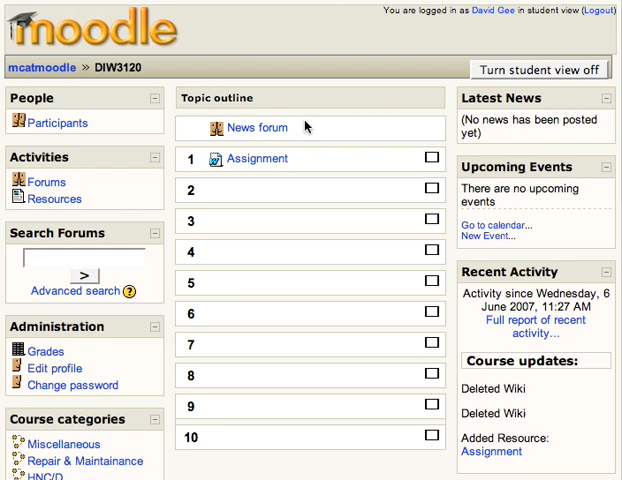 moodle
You are logged in as David Gee in student view (Logout)
mcatmoodle » DIW3120
Turn student view off
People
Participants
Activities
Forums
Resources
Search Forums
>
Advanced search ?
Administration
Grades
Edit profile
Change password
Course categories
Miscellaneous
Repair & Maintainance
HNC/D
Topic outline
News forum
1 Assignment
2
3
4
5
6
7
8
9
10
Latest News
(No news has been posted
yet)
Upcoming Events
There are no upcoming
events
Go to calendar...
New Event...
Recent Activity
Activity since Wednesday, 6
June 2007, 11:27 AM
Full report of recent
activity...
Course updates:
Deleted Wiki
Deleted Wiki
Added Resource:
Assignment